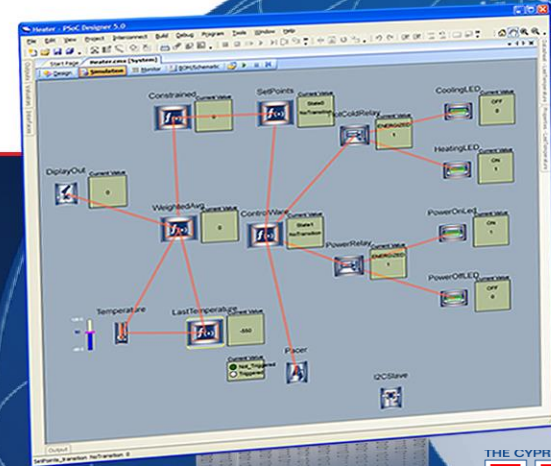 Heater - PSoC Designer 5.0
File Edit View Project Interconnect Build Debug Program Tools Window Help
Start Page Heater.cmx [System]
Design Simulation Monitor BOM/Schematic
Constrained
Current Value
0
SetPoints
Current Value
State0
NoTransition
HotColdRelay
Current Value
ENERGIZED
1
CoolingLED
Current Value
OFF
0
HeatingLED
Current Value
ON
1
DiplayOut
Current Value
0
WeightedAvg
Current Value
0
ControlWare
Current Value
State1
NoTransition
PowerRelay
Current Value
ENERGIZED
1
PowerOnLed
Current Value
ON
1
PowerOffLED
Current Value
OFF
0
Temperature
LastTemperature
Current Value
-550
Current Value
Not_Triggered
Triggered
Pacer
I2CSlave
Output
SetPoints_transition NoTransition 0
THE CYPR